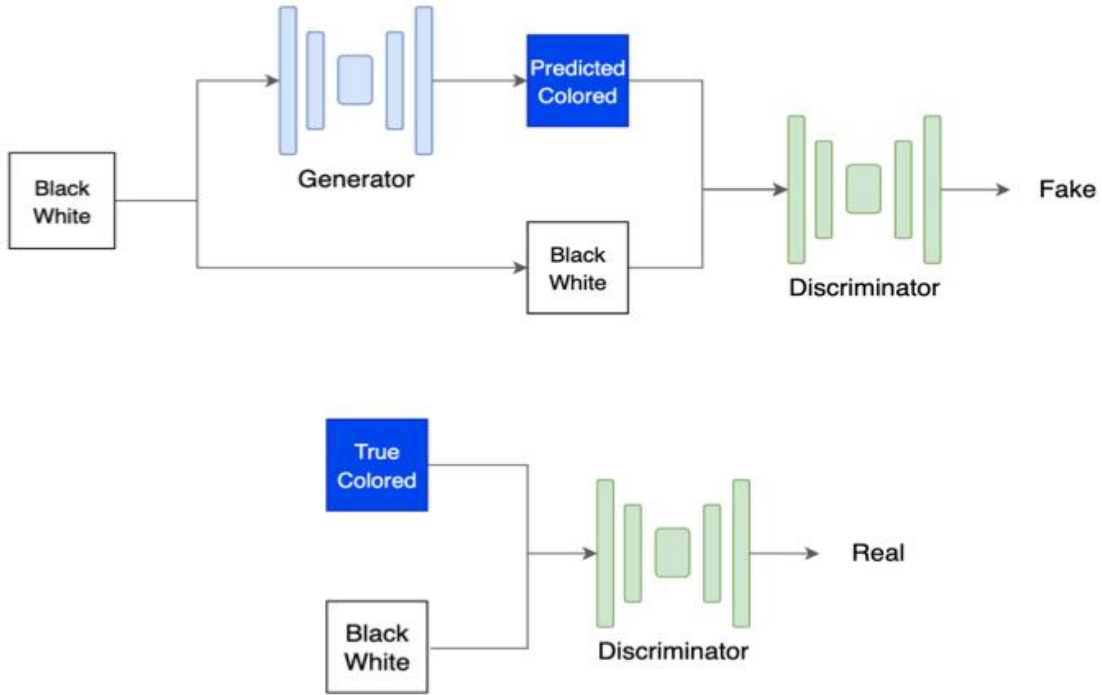 Predicted
Colored
Generator
Black
White
Black
White
Fake
Discriminator
True
Colored
Real
Black
White
Discriminator